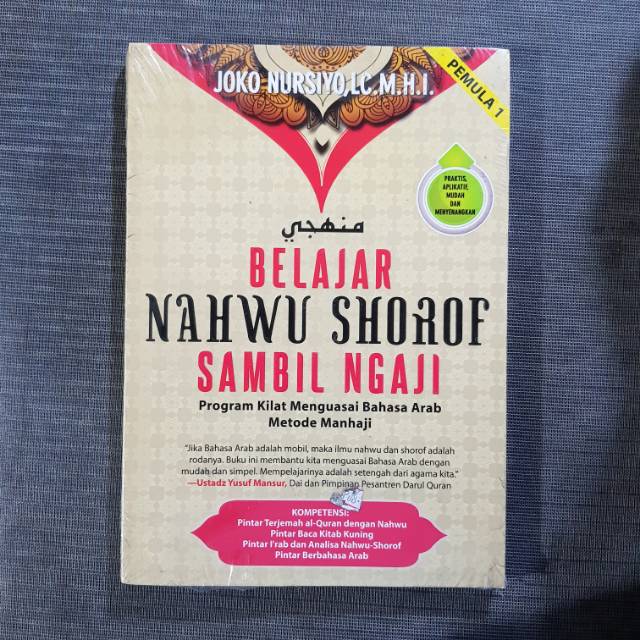 JOKO NURSIYO, LC.M.H.I.
PEMULA 1
PRAKTIS,
APLIKATIF,
MUDAH
DAN
MENYENANGKAN
منهجي
BELAJAR
NAHWU SHOROF
SAMBIL NGAJI
Program Kilat Menguasai Bahasa Arab
Metode Manhaji
"Jika Bahasa Arab adalah mobil, maka ilmu nahwu dan shorof adalah
rodanya. Buku ini membantu kita menguasai Bahasa Arab dengan
mudah dan simpel. Mempelajarinya adalah setengah dari agama kita."
—Ustadz Yusuf Mansur, Dai dan Pimpinan Pesantren Darul Quran
KOMPETENSI:
Pintar Terjemah al-Quran dengan Nahwu
Pintar Baca Kitab Kuning
Pintar I'rab dan Analisa Nahwu-Shorof
Pintar Berbahasa Arab